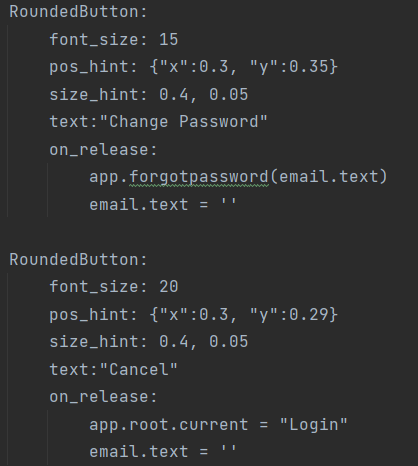 RoundedButton:
    font_size: 15
    pos_hint: {"x":0.3, "y":0.35}
    size_hint: 0.4, 0.05
    text:"Change Password"
    on_release:
        app.forgotpassword(email.text)
        email.text = ''
RoundedButton:
    font_size: 20
    pos_hint: {"x":0.3, "y":0.29}
    size_hint: 0.4, 0.05
    text:"Cancel"
    on_release:
        app.root.current = "Login"
        email.text = ''